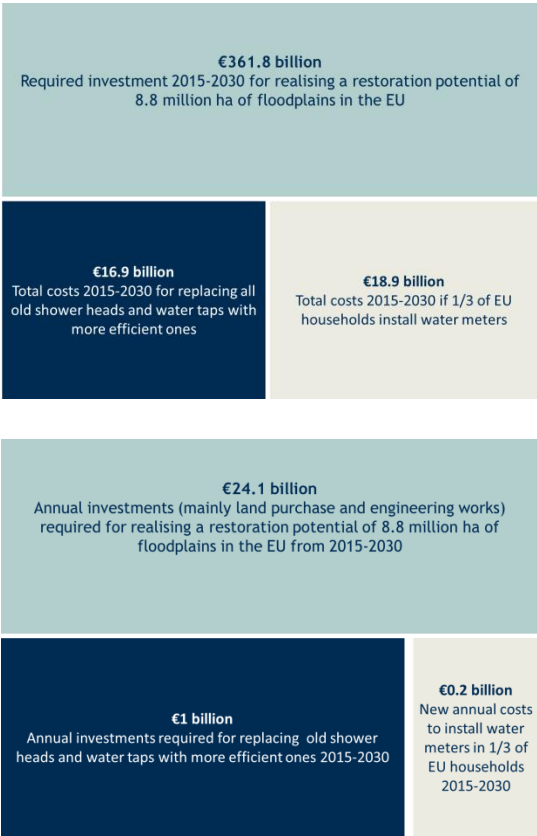 €361.8 billion
Required investment 2015-2030 for realising a restoration potential of
8.8 million ha of floodplains in the EU
€16.9 billion
Total costs 2015-2030 for replacing all
old shower heads and water taps with
more efficient ones
€18.9 billion
Total costs 2015-2030 if 1/3 of EU
households install water meters
€24.1 billion
Annual investments (mainly land purchase and engineering works)
required for realising a restoration potential of 8.8 million ha of
floodplains in the EU from 2015-2030
€1 billion
Annual investments required for replacing old shower
heads and water taps with more efficient ones 2015-2030
€0.2 billion
New annual costs
to install water
meters in 1/3 of
EU households
2015-2030